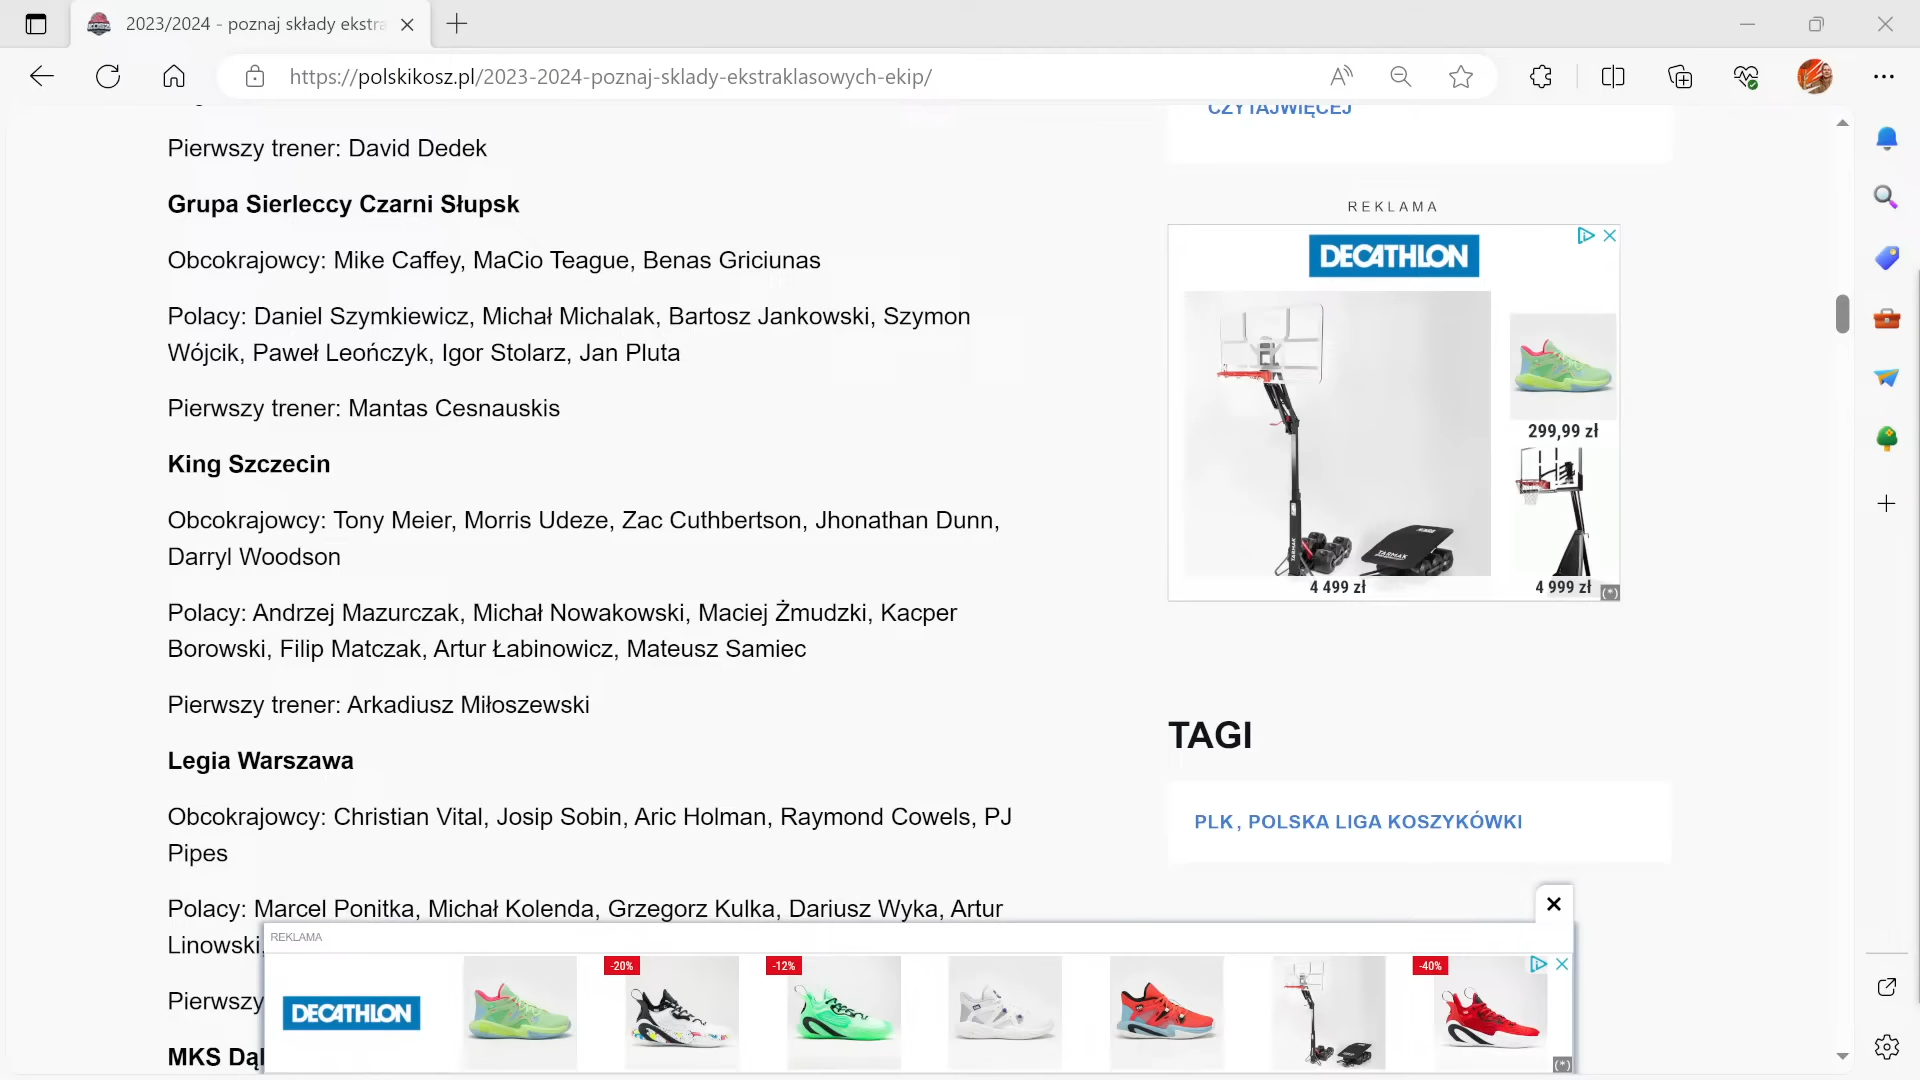 2023/2024 - poznaj składy ekstra
https://polskikosz.pl/2023-2024-poznaj-sklady-ekstraklasowych-ekip/
CZYTAJWIĘCEJ
Pierwszy trener: David Dedek
Grupa Sierleccy Czarni Słupsk
Obcokrajowcy: Mike Caffey, MaCio Teague, Benas Griciunas
Polacy: Daniel Szymkiewicz, Michał Michalak, Bartosz Jankowski, Szymon
Wójcik, Paweł Leończyk, Igor Stolarz, Jan Pluta
Pierwszy trener: Mantas Cesnauskis
King Szczecin
Obcokrajowcy: Tony Meier, Morris Udeze, Zac Cuthbertson, Jhonathan Dunn,
Darryl Woodson
Polacy: Andrzej Mazurczak, Michał Nowakowski, Maciej Żmudzki, Kacper
Borowski, Filip Matczak, Artur Łabinowicz, Mateusz Samiec
Pierwszy trener: Arkadiusz Miłoszewski
Legia Warszawa
Obcokrajowcy: Christian Vital, Josip Sobin, Aric Holman, Raymond Cowels, PJ
Pipes
Polacy: Marcel Ponitka, Michał Kolenda, Grzegorz Kulka, Dariusz Wyka, Artur
Linowski,
Pierwszy
MKS Dąb
REKLAMA
DECATHLON
TARMAK
TARMAK
299,99 zł
4 499 zł
4 999 zł
(*)
TAGI
PLK, POLSKA LIGA KOSZYKÓWKI
REKLAMA
DECATHLON
-20%
-12%
-40%
(*)